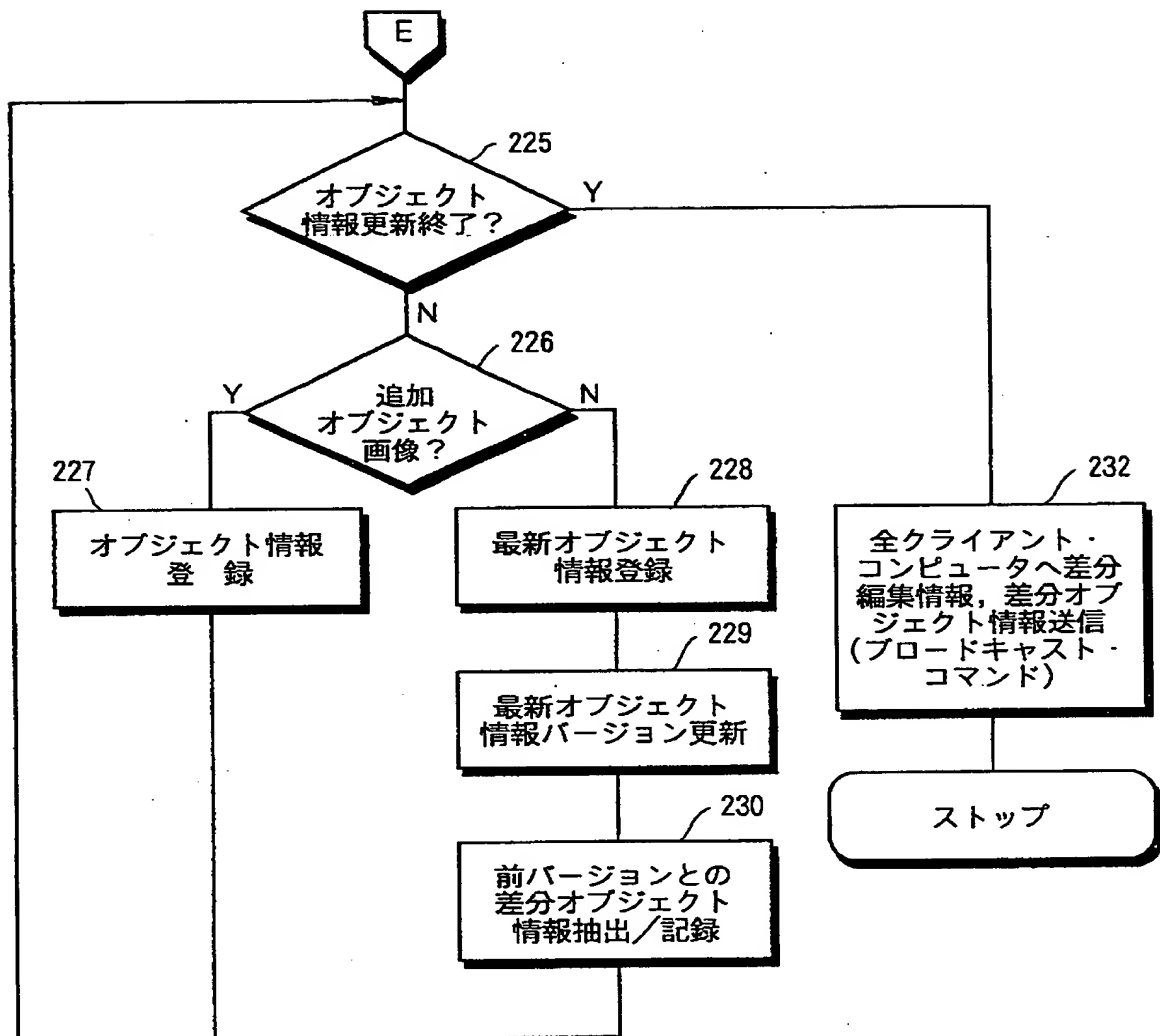 E
225
オブジェクト
情報更新終了？
Y
N
226
追加
オブジェクト
画像？
Y
N
227
オブジェクト情報
登　録
228
最新オブジェクト
情報登録
229
最新オブジェクト
情報バージョン更新
230
前バージョンとの
差分オブジェクト
情報抽出／記録
232
全クライアント・
コンピュータへ差分
編集情報，差分オブ
ジェクト情報送信
(ブロードキャスト・
コマンド)
ストップ